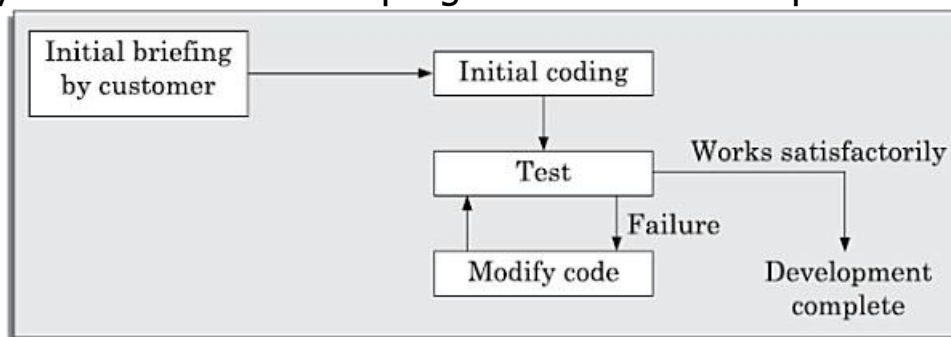 Initial briefing
by customer
Initial coding
Test
Works satisfactorily
Failure
Modify code
Development
complete